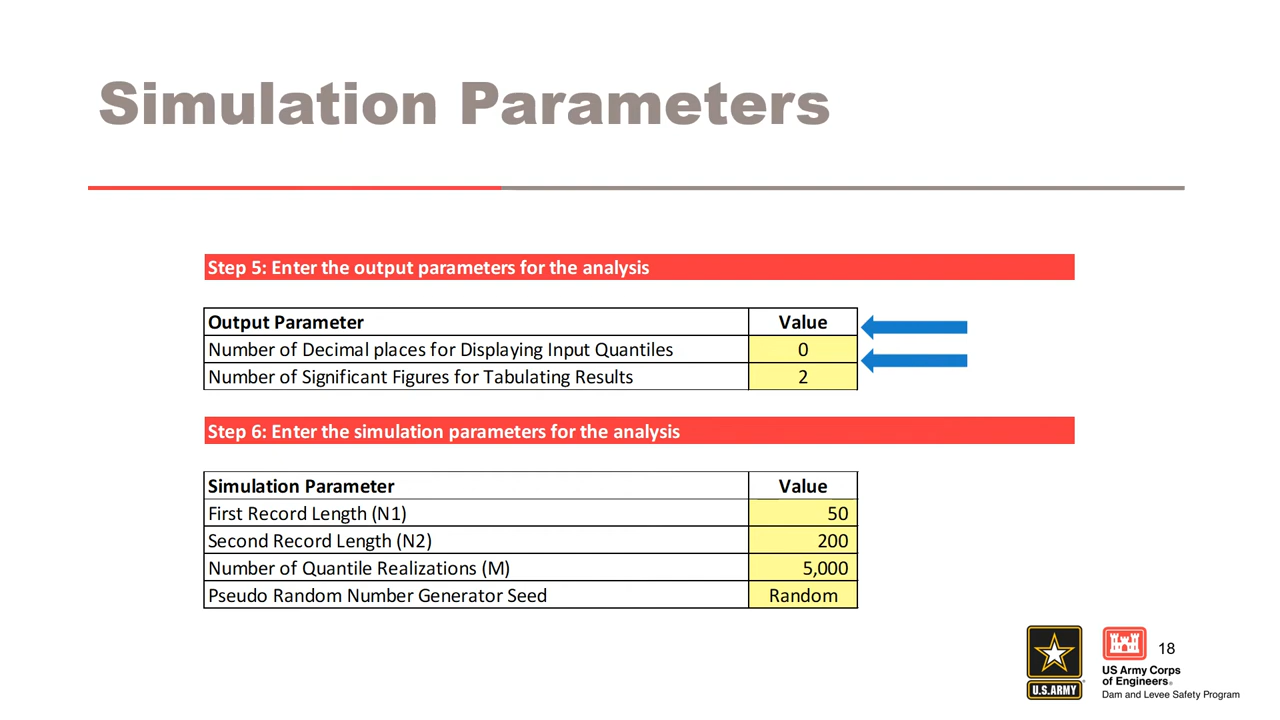 Simulation Parameters
Step 5: Enter the output parameters for the analysis
Output Parameter Value
Number of Decimal places for Displaying Input Quantiles 0
Number of Significant Figures for Tabulating Results 2
Step 6: Enter the simulation parameters for the analysis
Simulation Parameter Value
First Record Length (N1) 50
Second Record Length (N2) 200
Number of Quantile Realizations (M) 5,000
Pseudo Random Number Generator Seed Random
18
U.S.ARMY
US Army Corps
of Engineers®
Dam and Levee Safety Program